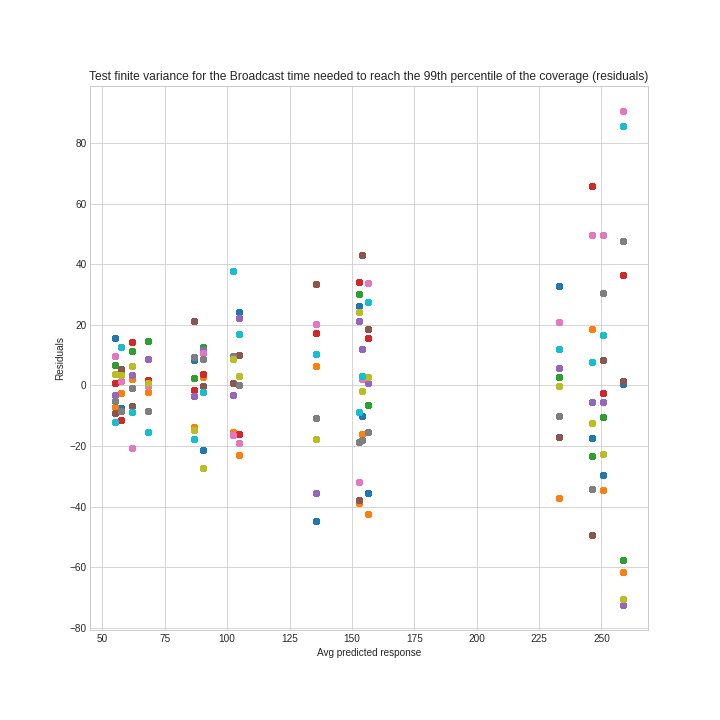 Test finite variance for the Broadcast time needed to reach the 99th percentile of the coverage (residuals)
80
60
40
20
0
−20
−40
−60
−80
Residuals
50 75 100 125 150 175 200 225 250
Avg predicted response